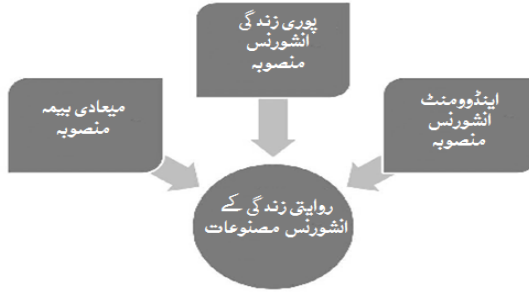 پوری زندگی
انشورنس
منصوبہ
اینڈوومنٹ
انشورنس
منصوبہ
میعادی بیمہ
منصوبہ
روایتی زندگی کے
انشورنس مصنوعات